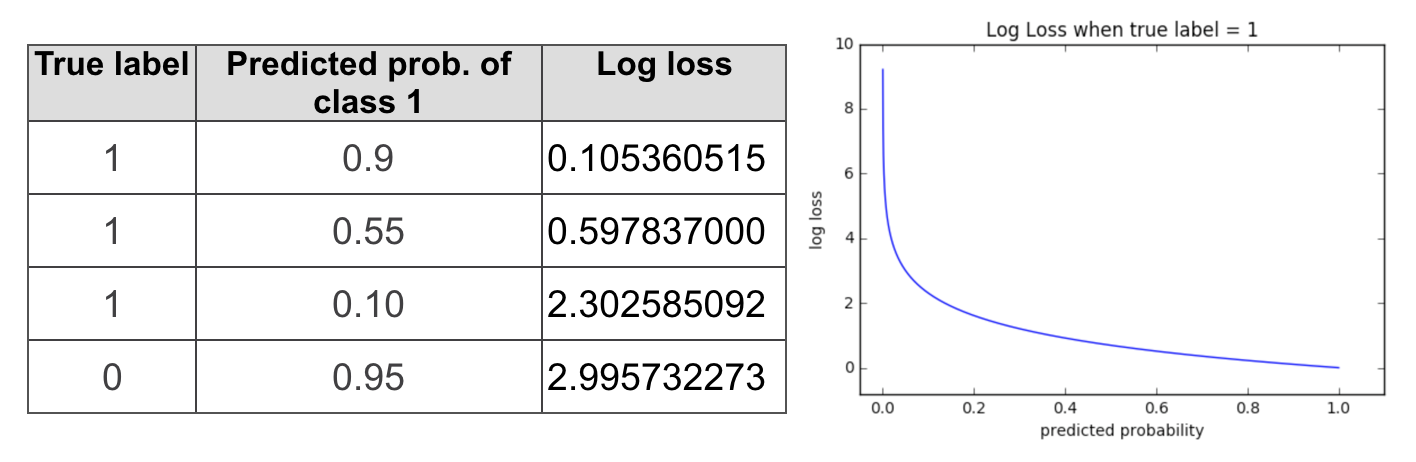 True label Predicted prob. of class 1 Log loss
1 0.9 0.105360515
1 0.55 0.597837000
1 0.10 2.302585092
0 0.95 2.995732273
Log Loss when true label = 1
10
8
6
4
2
0
log loss
0.0 0.2 0.4 0.6 0.8 1.0
predicted probability